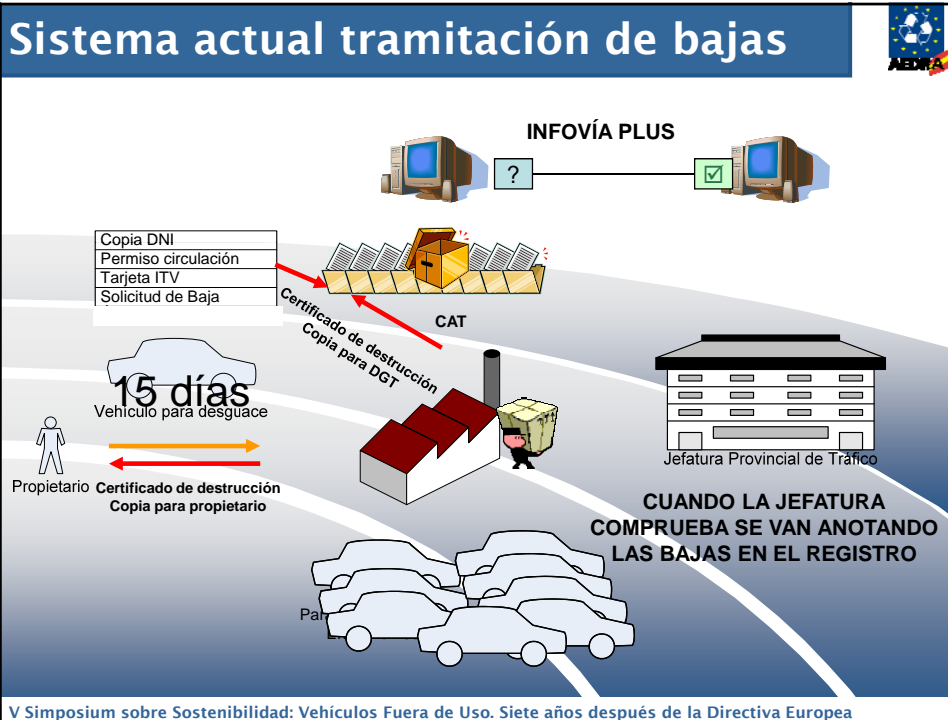 Sistema actual tramitación de bajas
AEDRA
INFOVÍA PLUS
?
Copia DNI
Permiso circulación
Tarjeta ITV
Solicitud de Baja
Certificado de destrucción
Copia para DGT
CAT
15 días
Vehículo para desguace
Propietario
Certificado de destrucción
Copia para propietario
Jefatura Provincial de Tráfico
CUANDO LA JEFATURA
COMPRUEBA SE VAN ANOTANDO
LAS BAJAS EN EL REGISTRO
V Simposium sobre Sostenibilidad: Vehículos Fuera de Uso. Siete años después de la Directiva Europea